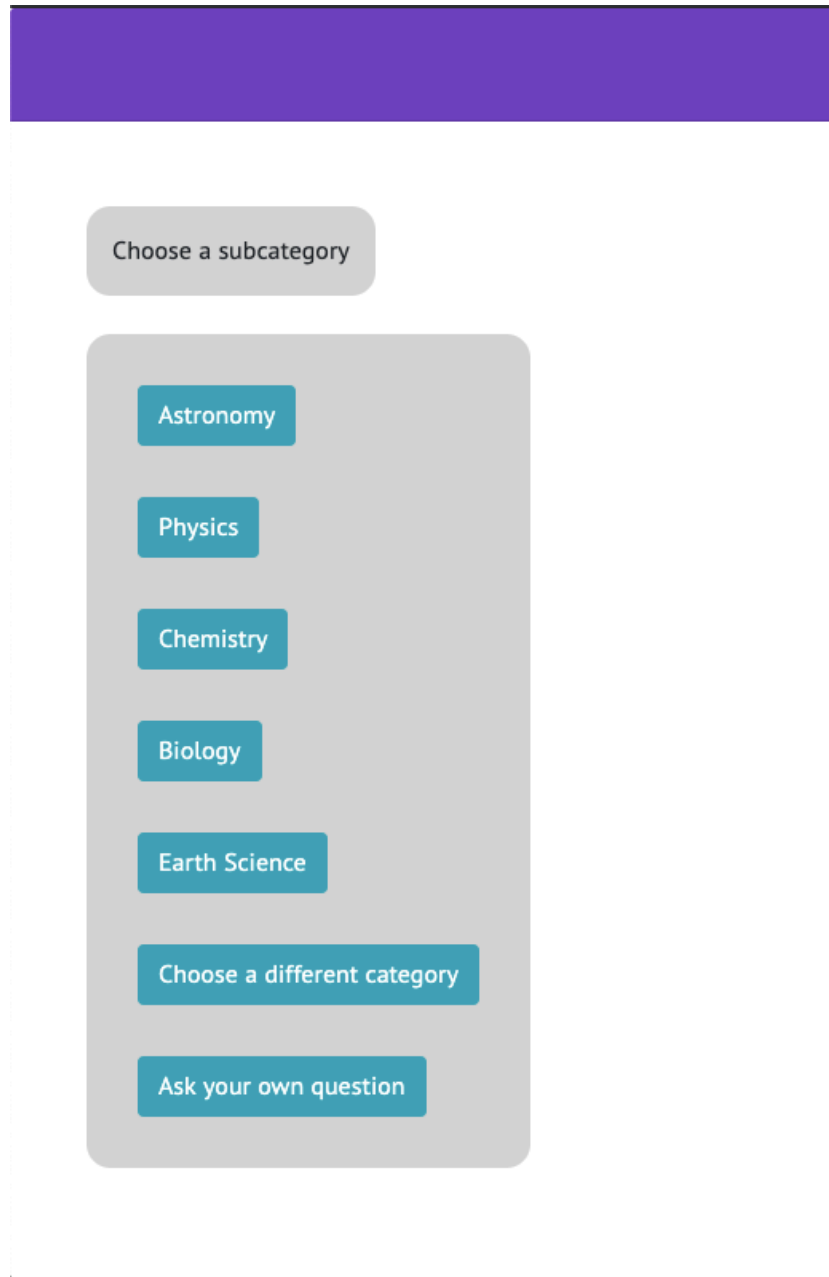 Choose a subcategory
Astronomy
Physics
Chemistry
Biology
Earth Science
Choose a different category
Ask your own question